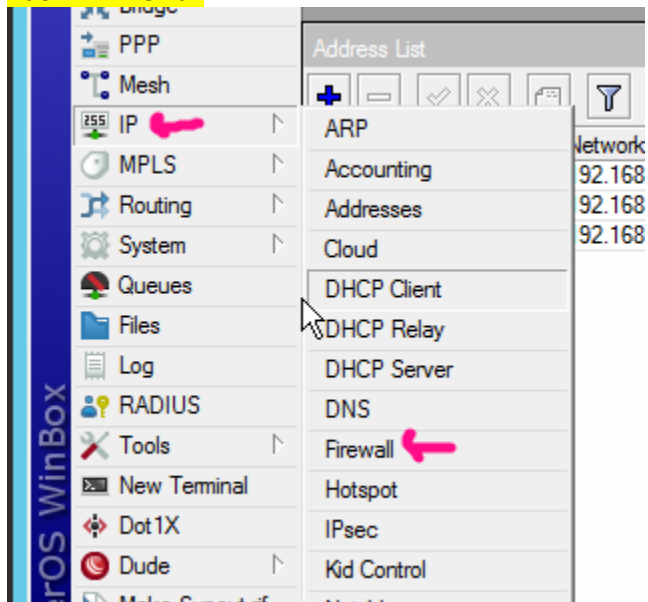 PPP
Mesh
255 IP
MPLS
Routing
System
Queues
Files
Log
RADIUS
Tools
New Terminal
Dot1X
Dude
Address List
Network
92.168
92.168
92.168
ARP
Accounting
Addresses
Cloud
DHCP Client
DHCP Relay
DHCP Server
DNS
Firewall
Hotspot
IPsec
Kid Control
erOS WinBox